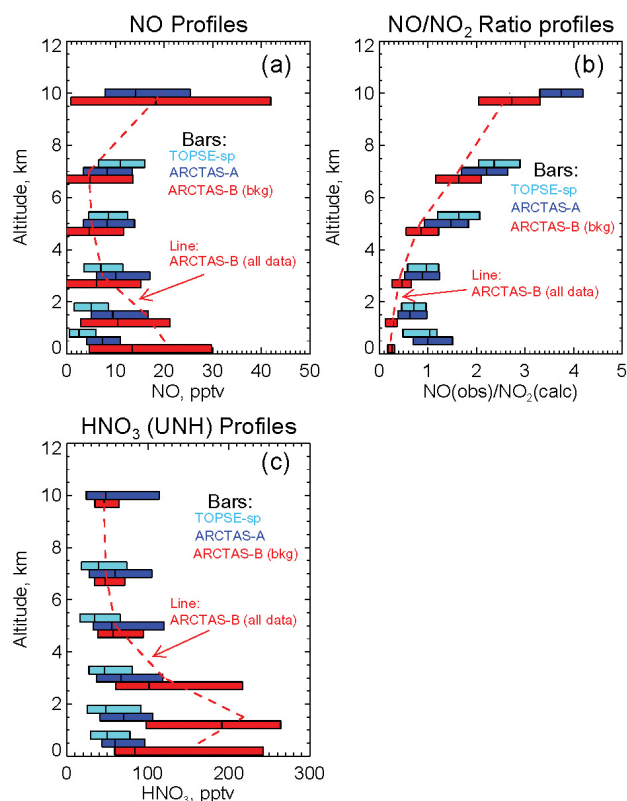 NO Profiles
12
10
8
6
4
2
0
Altitude, km
(a)
Bars:
TOPSE-sp
ARCTAS-A
ARCTAS-B (bkg)
Line:
ARCTAS-B (all data)
0 10 20 30 40 50
NO, pptv
NO/NO₂ Ratio profiles
12
10
8
6
4
2
0
Altitude, km
(b)
Bars:
TOPSE-sp
ARCTAS-A
ARCTAS-B (bkg)
Line:
ARCTAS-B (all data)
0 1 2 3 4 5
NO(obs)/NO₂(calc)
HNO₃ (UNH) Profiles
12
10
8
6
4
2
0
Altitude, km
(c)
Bars:
TOPSE-sp
ARCTAS-A
ARCTAS-B (bkg)
Line:
ARCTAS-B (all data)
0 100 200 300
HNO₃, pptv